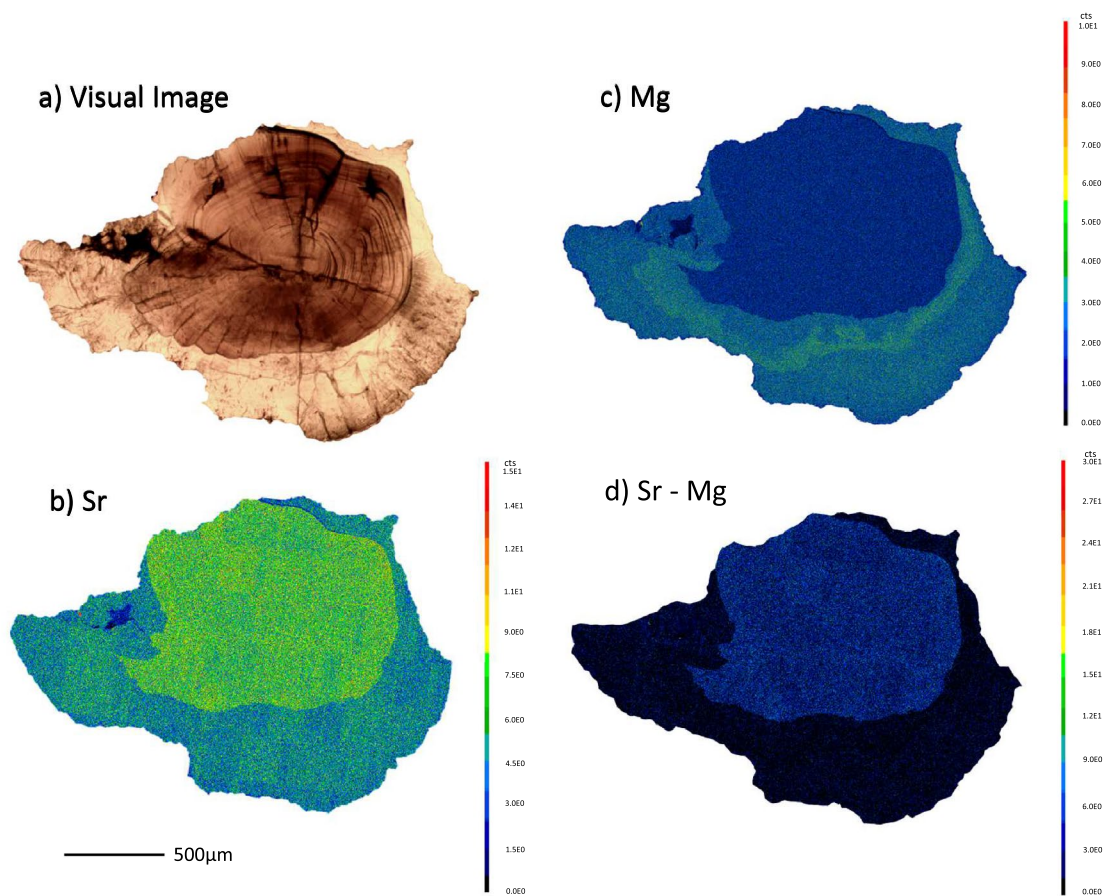 a) Visual Image
c) Mg
cts
1.0E1
9.0E0
8.0E0
7.0E0
6.0E0
5.0E0
4.0E0
3.0E0
2.0E0
1.0E0
0.0E0
b) Sr
cts
1.5E1
1.4E1
1.2E1
1.1E1
9.0E0
7.5E0
6.0E0
4.5E0
3.0E0
1.5E0
0.0E0
d) Sr - Mg
cts
3.0E1
2.7E1
2.4E1
2.1E1
1.8E1
1.5E1
1.2E1
9.0E0
6.0E0
3.0E0
0.0E0
500µm